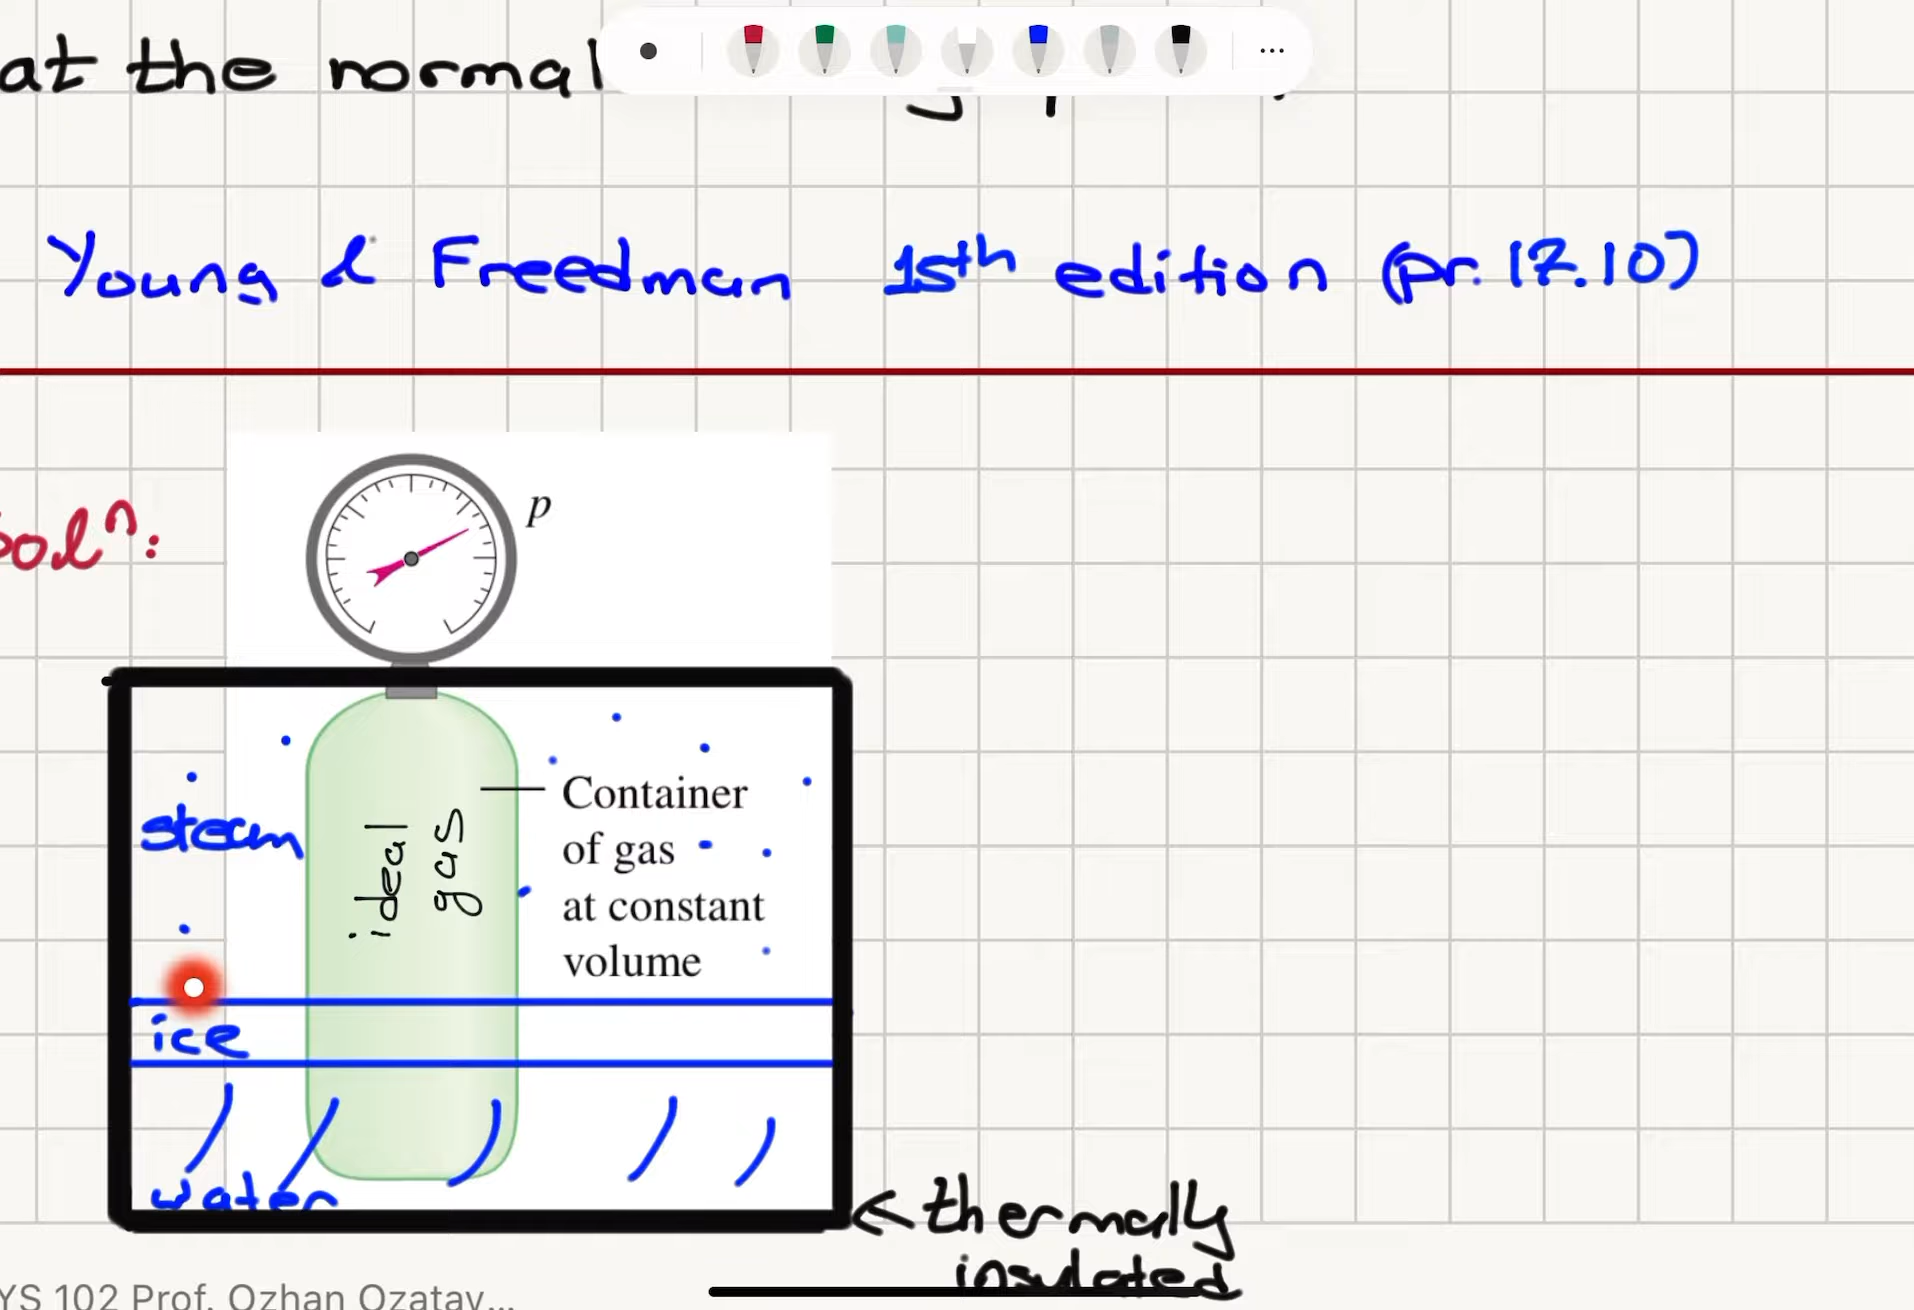 at the normal
Young & Freedman 15th edition (pr. 17.10)
Solⁿ:
p
steam
ideal gas
Container
of gas
at constant
volume
ice
water
thermally
insulated
YS 102 Prof. Ozhan Ozatay...